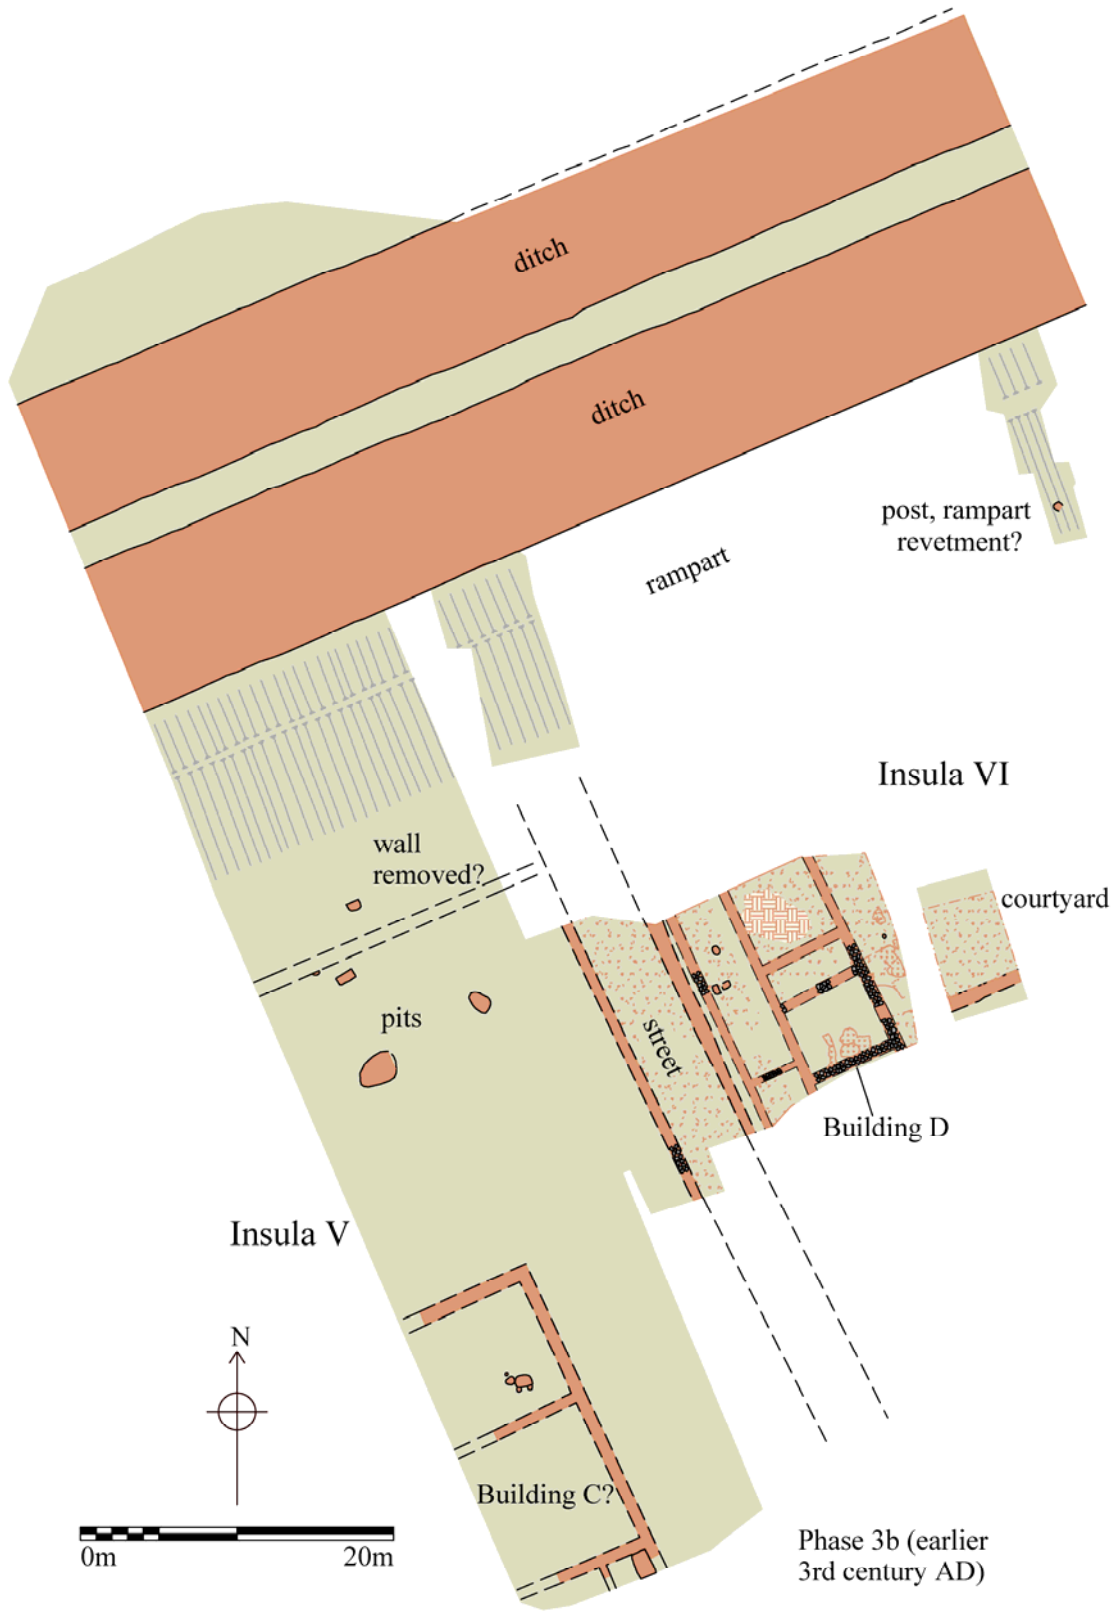 ditch
ditch
post, rampart
revetment?
rampart
Insula VI
wall
removed?
courtyard
pits
street
Building D
Insula V
N
Building C?
0m 20m
Phase 3b (earlier
3rd century AD)